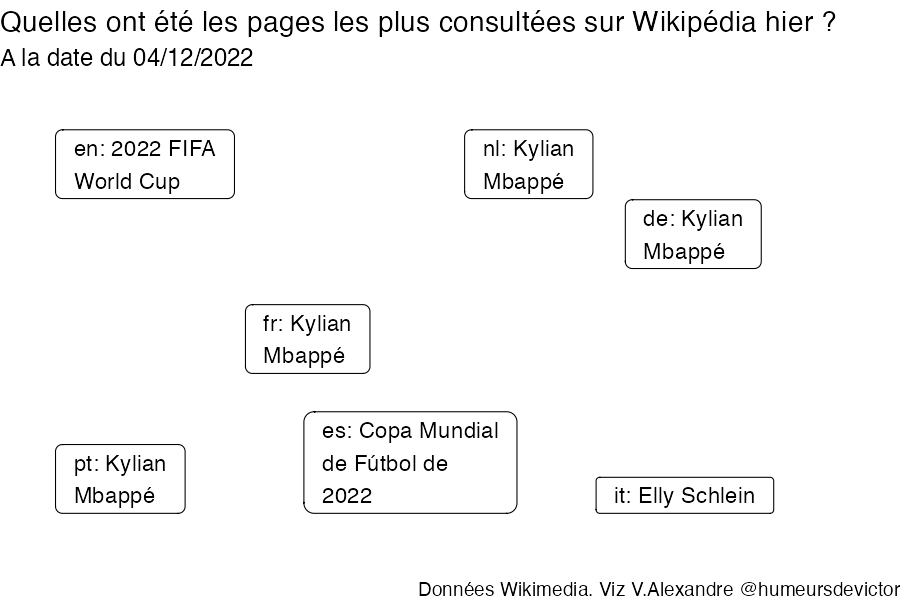 Quelles ont été les pages les plus consultées sur Wikipédia hier ?
A la date du 04/12/2022
en: 2022 FIFA
World Cup
nl: Kylian
Mbappé
de: Kylian
Mbappé
fr: Kylian
Mbappé
es: Copa Mundial
de Fútbol de
2022
pt: Kylian
Mbappé
it: Elly Schlein
Données Wikimedia. Viz V.Alexandre @humeursdevictor